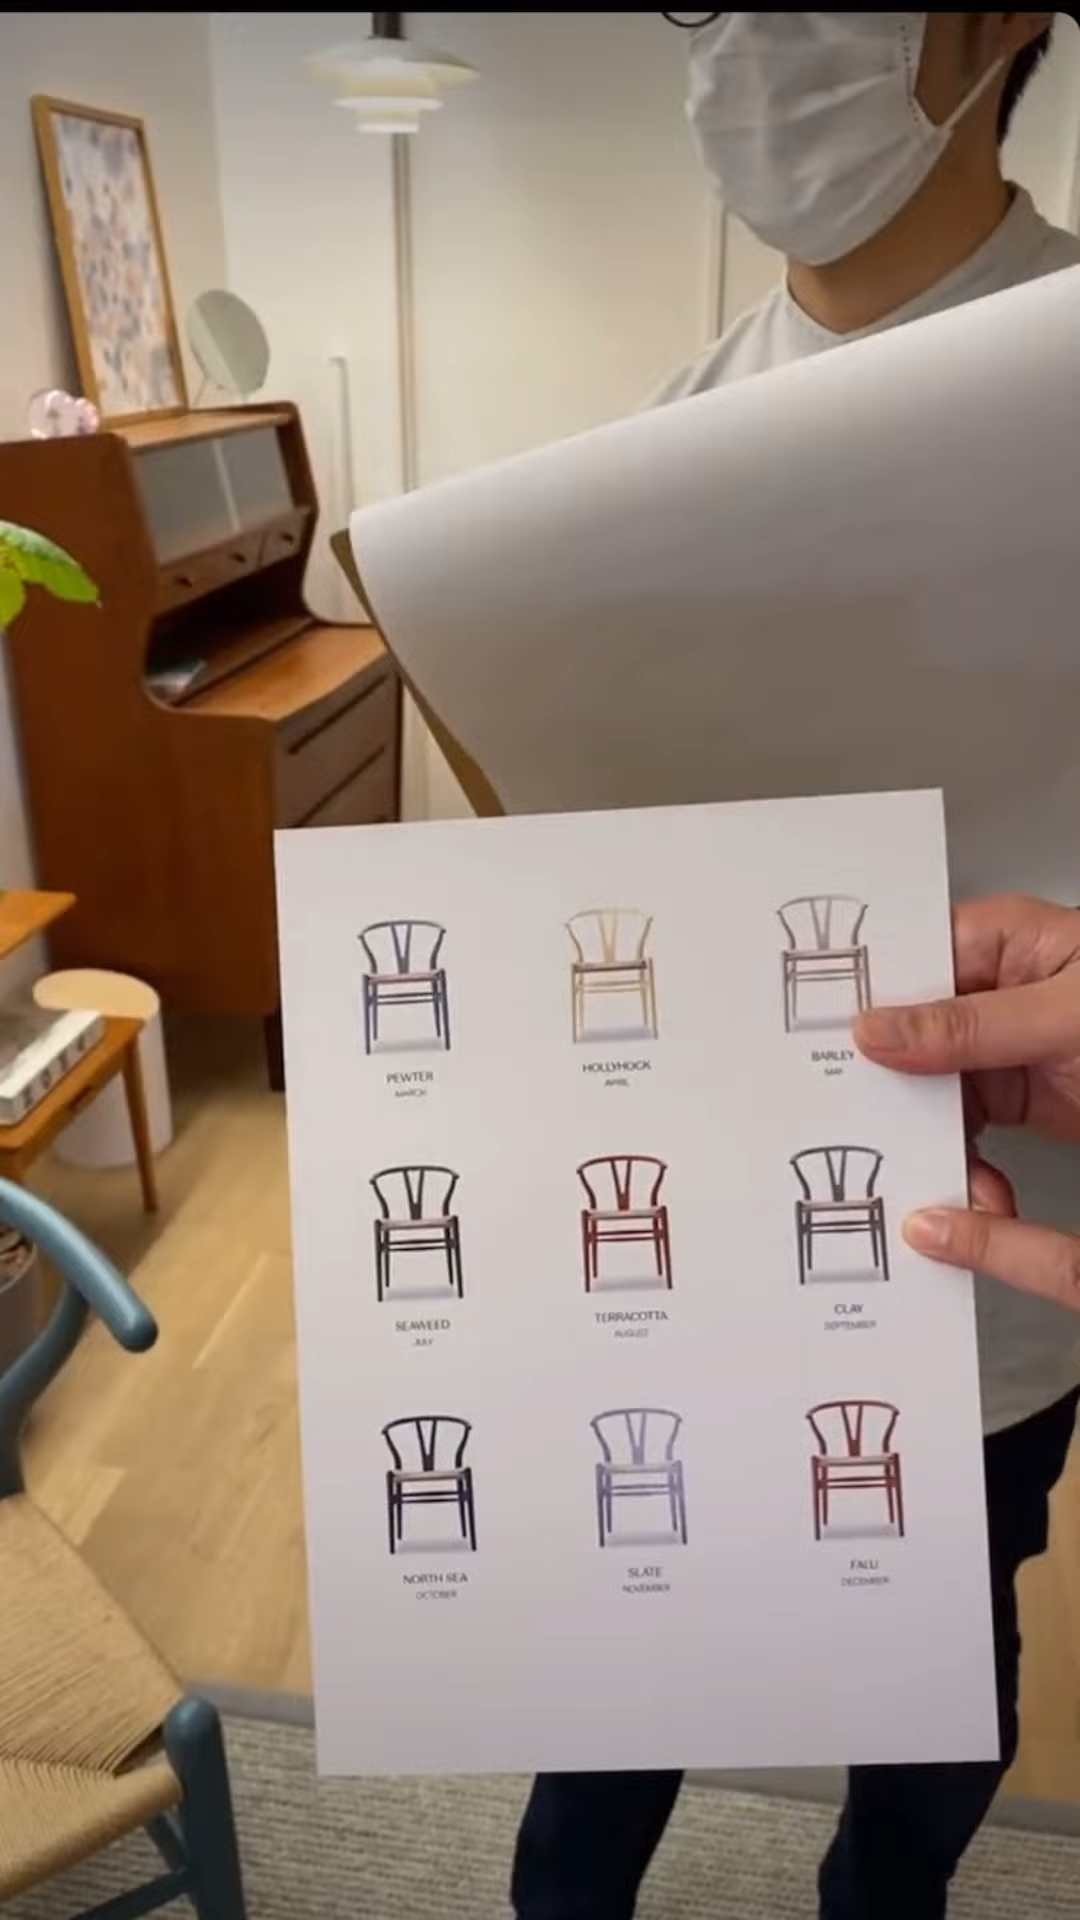 PEWTER
MARCH
HOLLYHOCK
APRIL
BARLEY
MAY
SEAWEED
JULY
TERRACOTTA
AUGUST
CLAY
SEPTEMBER
NORTH SEA
OCTOBER
SLATE
NOVEMBER
FALU
DECEMBER